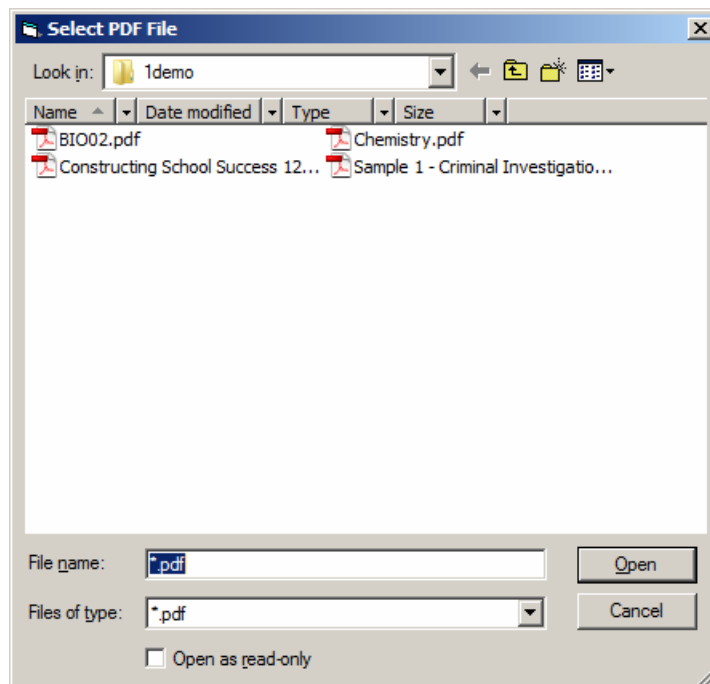 Select PDF File
Look in: 1demo
Name Date modified Type Size
BIO02.pdf Chemistry.pdf
Constructing School Success 12... Sample 1 - Criminal Investigatio...
File name: *.pdf Open
Files of type: *.pdf Cancel
Open as read-only